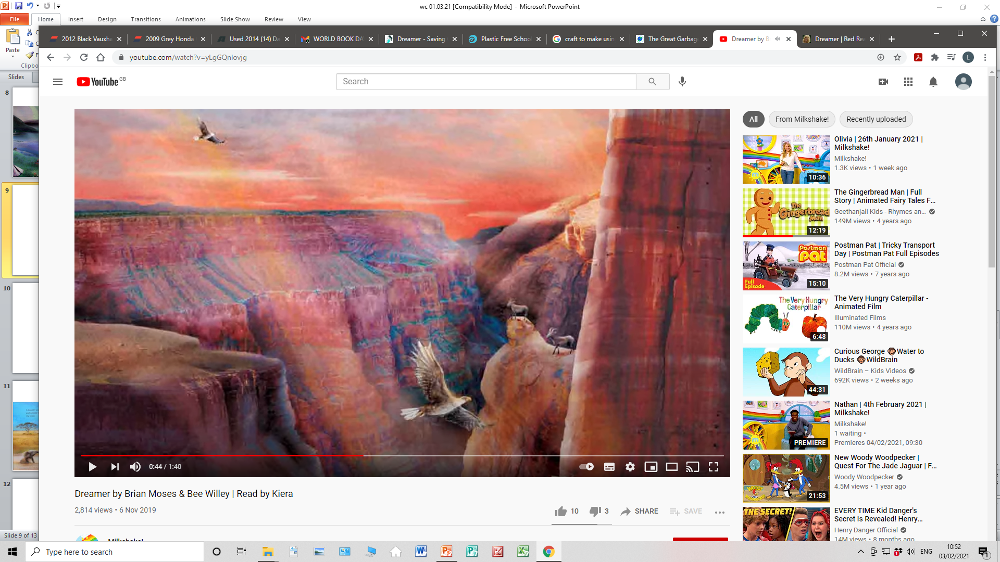 wc 01.03.21 [Compatibility Mode] - Microsoft PowerPoint
File Home Insert Design Transitions Animations Slide Show Review View
Paste
Clipbo
Slides
8
9
10
11
12
Slide 9 of 13
2012 Black Vauxha
2009 Grey Honda
Used 2014 (14) Da
WORLD BOOK DA
Dreamer - Saving
Plastic Free Schoo
craft to make usin
The Great Garbag
Dreamer by B
Dreamer | Red Rea
youtube.com/watch?v=yLgGQnIovjg
L
YouTube GB
Search
0:44 / 1:40
Dreamer by Brian Moses & Bee Willey | Read by Kiera
2,814 views • 6 Nov 2019
10 3 SHARE SAVE
Milkshake!
All From Milkshake! Recently uploaded
10:36
Olivia | 26th January 2021 |
Milkshake!
Milkshake!
1.3K views • 1 week ago
The
Gingerbread
Man
12:19
The Gingerbread Man | Full
Story | Animated Fairy Tales F...
Geethanjali Kids - Rhymes an...
149M views • 4 years ago
Postman
Pat
Full
Episode
15:10
Postman Pat | Tricky Transport
Day | Postman Pat Full Episodes
Postman Pat Official
8.2M views • 7 years ago
The Very Hungry
Caterpillar
6:48
The Very Hungry Caterpillar -
Animated Film
Illuminated Films
110M views • 4 years ago
44:31
Curious George 🐵Water to
Ducks 🐵WildBrain
WildBrain – Kids Videos
692K views • 2 weeks ago
PREMIERE
Nathan | 4th February 2021 |
Milkshake!
Milkshake!
1 waiting •
Premieres 04/02/2021, 09:30
21:53
New Woody Woodpecker |
Quest For The Jade Jaguar | F...
Woody Woodpecker
4.5M views • 1 year ago
THE SECRET!
EVERY TIME Kid Danger's
Secret Is Revealed! Henry...
Henry Danger Official
14M views • 8 months ago
Type here to search
ENG
10:52
03/02/2021
1